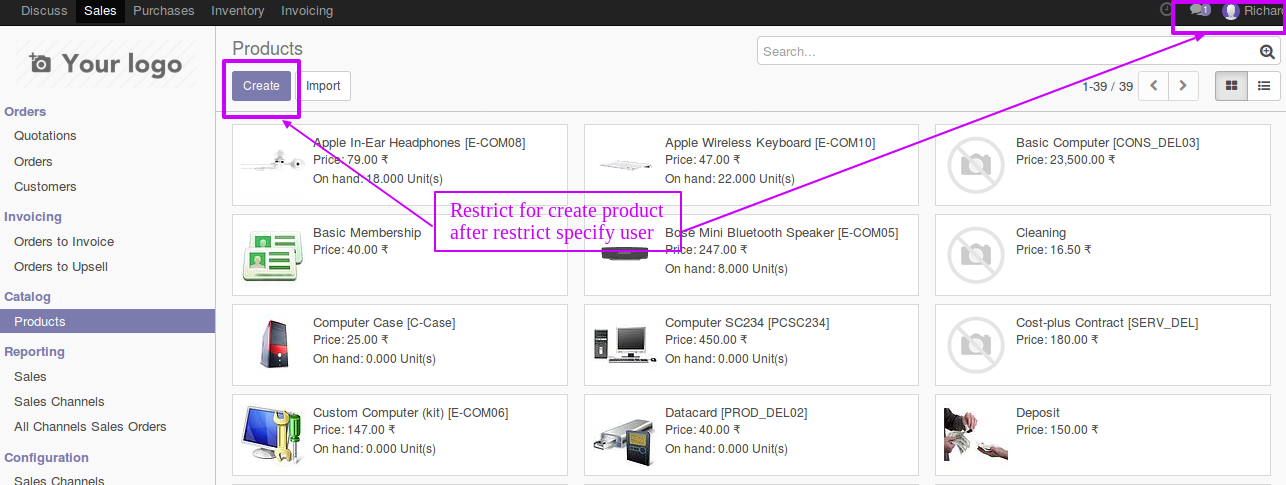 Discuss Sales Purchases Inventory Invoicing 1 Richard
Your logo
Products
Search...
Create Import
1-39 / 39
Orders
Quotations
Orders
Customers
Invoicing
Orders to Invoice
Orders to Upsell
Catalog
Products
Reporting
Sales
Sales Channels
All Channels Sales Orders
Configuration
Sales Channels
Apple In-Ear Headphones [E-COM08]
Price: 79.00 ₹
On hand: 18.000 Unit(s)
Apple Wireless Keyboard [E-COM10]
Price: 47.00 ₹
On hand: 22.000 Unit(s)
Basic Computer [CONS_DEL03]
Price: 23,500.00 ₹
Restrict for create product
after restrict specify user
Basic Membership
Price: 40.00 ₹
Bose Mini Bluetooth Speaker [E-COM05]
Price: 247.00 ₹
On hand: 8.000 Unit(s)
Cleaning
Price: 16.50 ₹
Computer Case [C-Case]
Price: 25.00 ₹
On hand: 0.000 Unit(s)
Computer SC234 [PCSC234]
Price: 450.00 ₹
On hand: 0.000 Unit(s)
Cost-plus Contract [SERV_DEL]
Price: 180.00 ₹
Custom Computer (kit) [E-COM06]
Price: 147.00 ₹
On hand: 0.000 Unit(s)
Datacard [PROD_DEL02]
Price: 40.00 ₹
On hand: 0.000 Unit(s)
Deposit
Price: 150.00 ₹